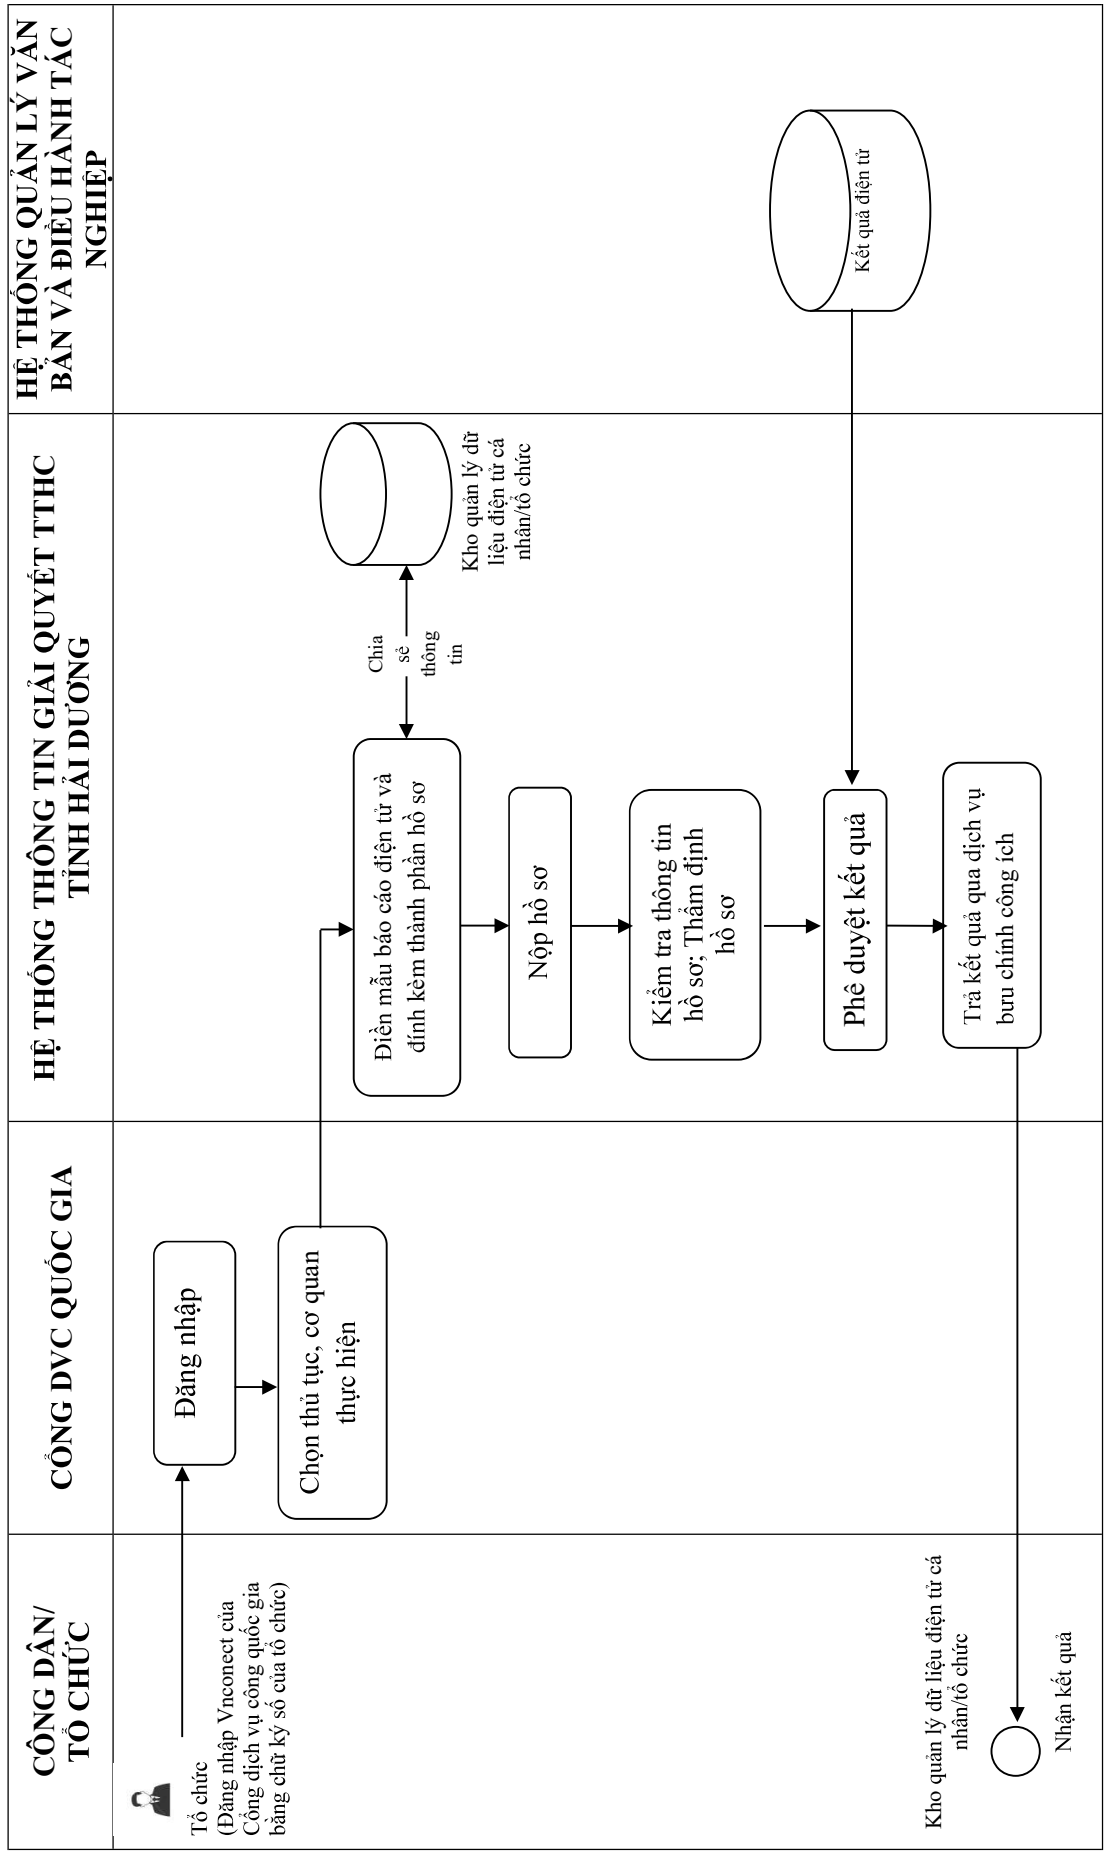 CÔNG DÂN/
TỔ CHỨC
CỔNG DVC QUỐC GIA
HỆ THỐNG THÔNG TIN GIẢI QUYẾT TTHC
TỈNH HẢI DƯƠNG
HỆ THỐNG QUẢN LÝ VĂN
BẢN VÀ ĐIỀU HÀNH TÁC
NGHIỆP
Tổ chức
(Đăng nhập Vnconect của
Cổng dịch vụ công quốc gia
bằng chữ ký số của tổ chức)
Đăng nhập
Chọn thủ tục, cơ quan
thực hiện
Điền mẫu báo cáo điện tử và
đính kèm thành phần hồ sơ
Chia
sẻ
thông
tin
Kho quản lý dữ
liệu điện tử cá
nhân/tổ chức
Nộp hồ sơ
Kiểm tra thông tin
hồ sơ; Thẩm định
hồ sơ
Phê duyệt kết quả
Kết quả điện tử
Trả kết quả qua dịch vụ
bưu chính công ích
Kho quản lý dữ liệu điện tử cá
nhân/tổ chức
Nhận kết quả